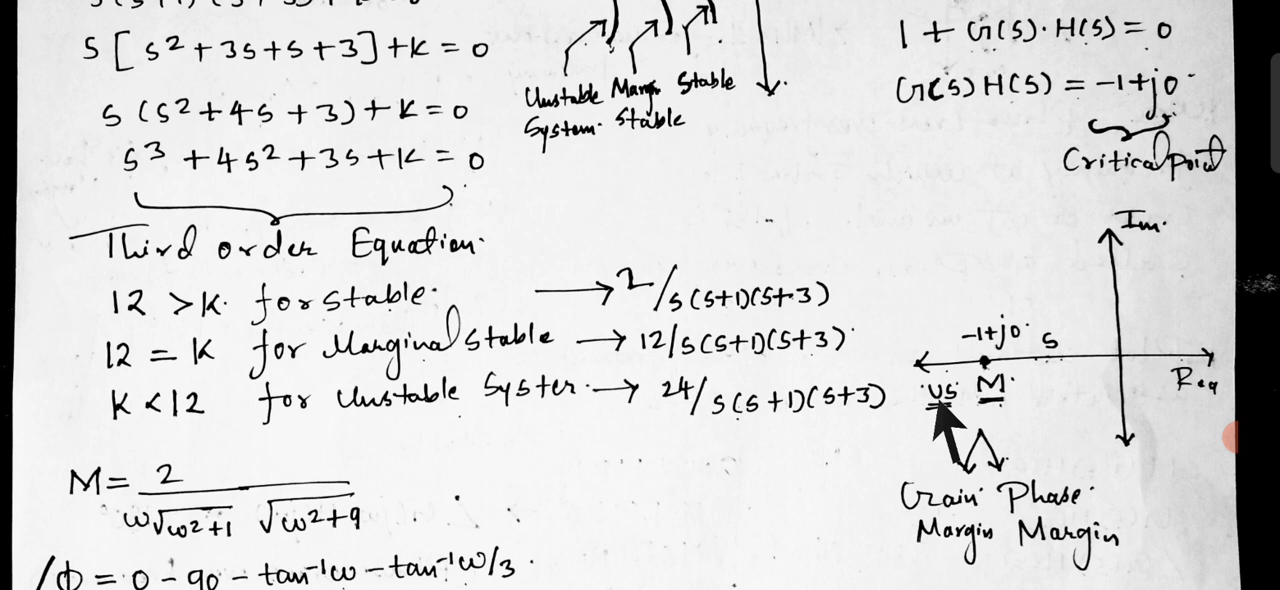 S[s²+3s+s+3]+k=0
s(s²+4s+3)+k=0
s³+4s²+3s+k=0
Third order Equation.
12 >k. for stable. → 2/s(s+1)(s+3)
12 = k for Marginal stable → 12/s(s+1)(s+3)
K<12 for Unstable System. → 24/s(s+1)(s+3)
M= 2
ω√ω²+1 √ω²+9
/ϕ = 0 - 90 - tan⁻¹ω - tan⁻¹ω/3.
Unstable Marg. Stable
System. Stable
1 + G(s).H(s) = 0
G(s)H(s) = -1+j0
Critical point
Im.
-1+j0 S
US M Real
Gain Phase
Margin Margin